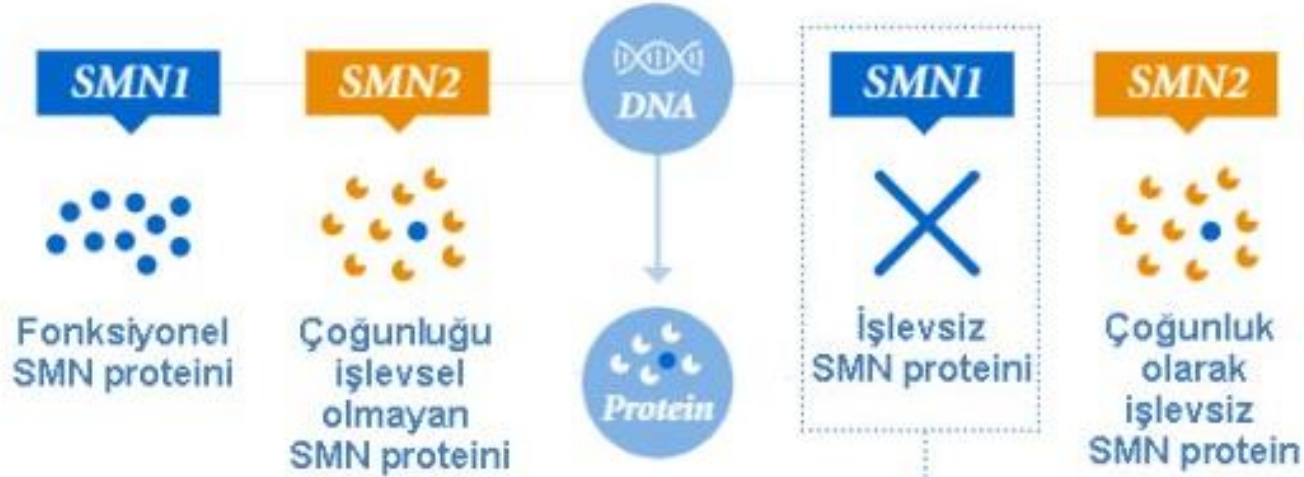 SMN1
SMN2
DNA
SMN1
SMN2
Fonksiyonel
SMN proteini
Çoğunluğu
işlevsel
olmayan
SMN proteini
Protein
İşlevsiz
SMN proteini
Çoğunluk
olarak
işlevsiz
SMN protein